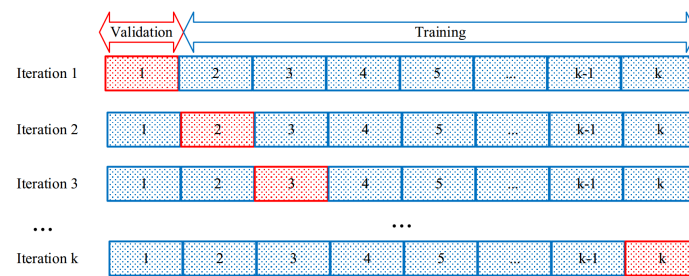 Validation Training
Iteration 1 1 2 3 4 5 ... k-1 k
Iteration 2 1 2 3 4 5 ... k-1 k
Iteration 3 1 2 3 4 5 ... k-1 k
... ...
Iteration k 1 2 3 4 5 ... k-1 k